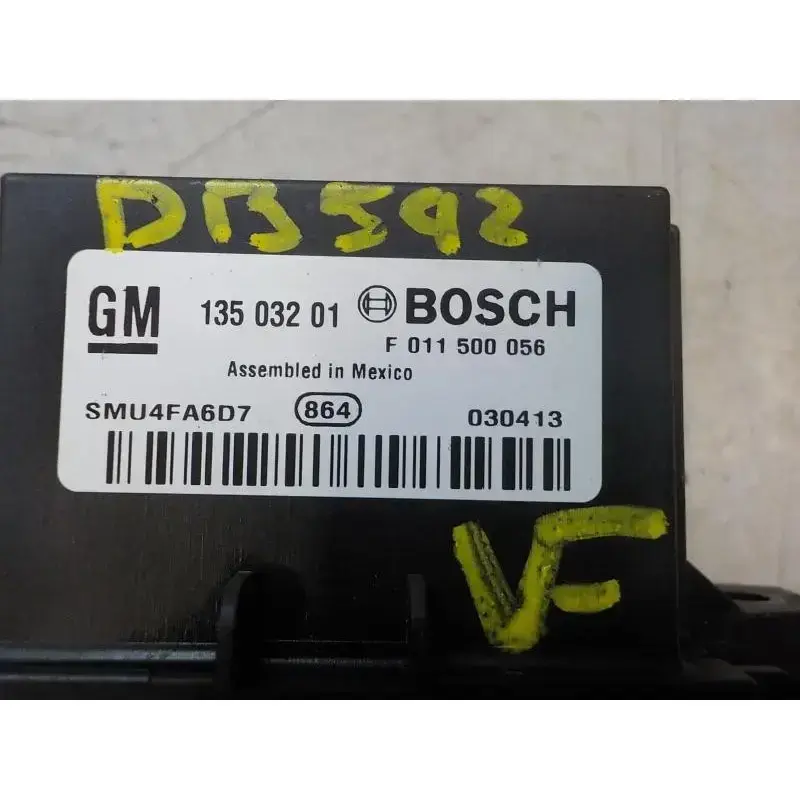 DB592
GM 135 032 01 BOSCH
F 011 500 056
Assembled in Mexico
SMU4FA6D7 864 030413
VF